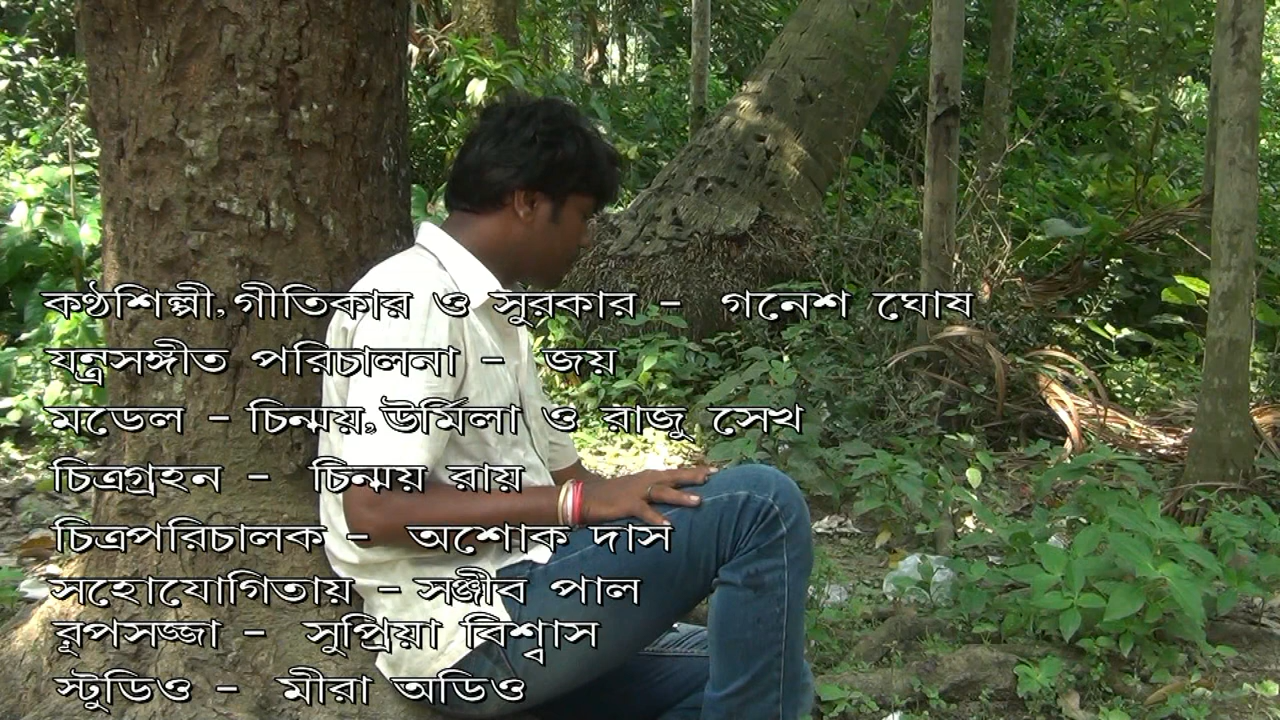 কণ্ঠশিল্পী,গীতিকার ও সুরকার - গনেশ ঘোষ
যন্ত্রসঙ্গীত পরিচালনা - জয়
মডেল - চিন্ময়,ঊর্মিলা ও রাজু সেখ
চিত্রগ্রহন - চিন্ময় রায়
চিত্রপরিচালক - অশোক দাস
সহোযোগিতায় - সঞ্জীব পাল
রূপসজ্জা - সুপ্রিয়া বিশ্বাস
স্টুডিও - মীরা অডিও